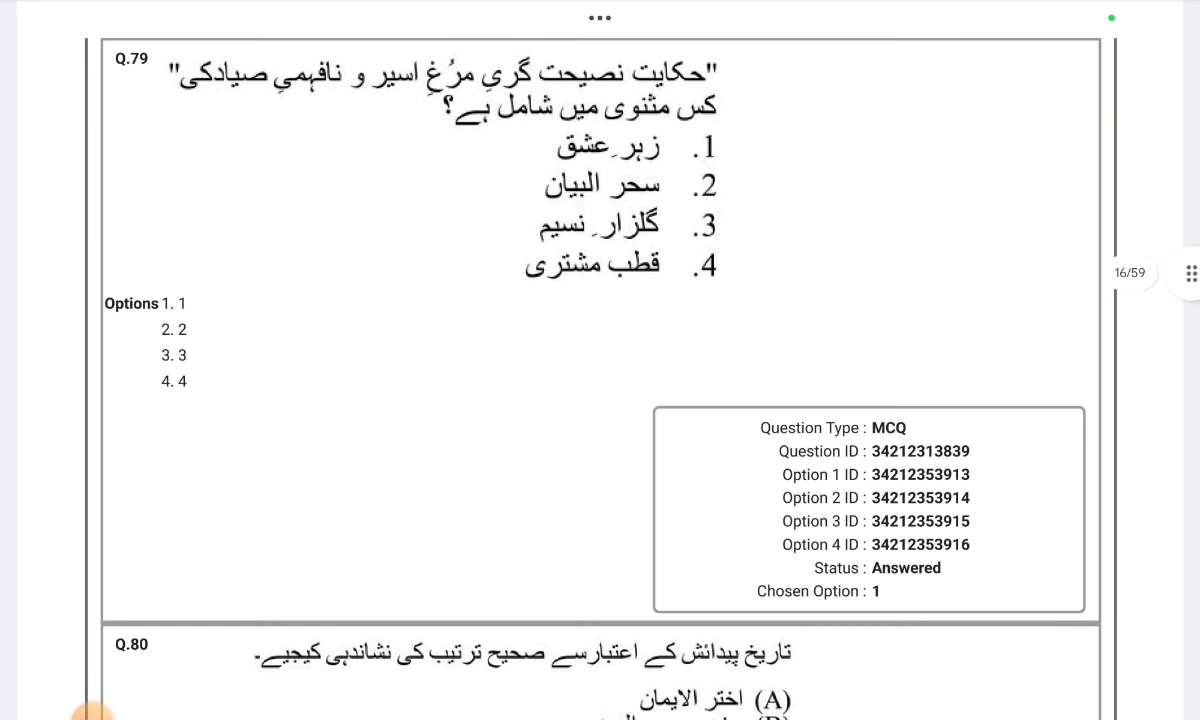 Q.79
"حکایت نصیحت گریِ مرُغِ اسیر و نافہمیِ صیادکی"
کس مثنوی میں شامل ہے؟
1. زہر ِعشق
2. سحر البیان
3. گلزار ِ نسیم
4. قطب مشتری
Options 1. 1
2. 2
3. 3
4. 4
16/59
Question Type : MCQ
Question ID : 34212313839
Option 1 ID : 34212353913
Option 2 ID : 34212353914
Option 3 ID : 34212353915
Option 4 ID : 34212353916
Status : Answered
Chosen Option : 1
Q.80
تاریخ پیدائش کے اعتبارسے صحیح ترتیب کی نشاندہی کیجیے۔
(A) اختر الایمان